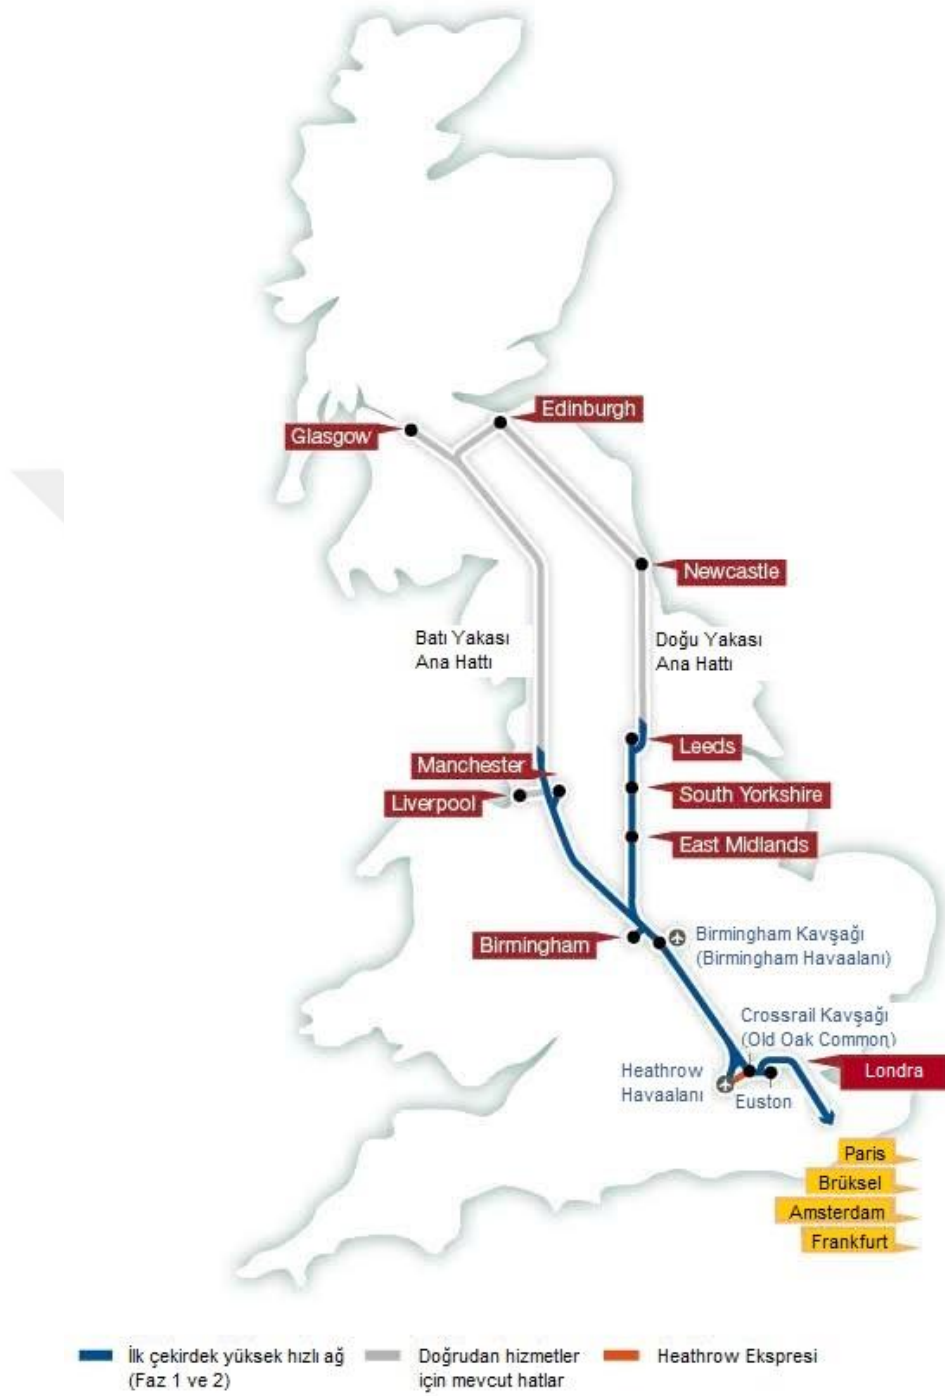 Edinburgh
Glasgow
Newcastle
Batı Yakası
Ana Hattı
Doğu Yakası
Ana Hattı
Leeds
Manchester
Liverpool
South Yorkshire
East Midlands
Birmingham
Birmingham Kavşağı
(Birmingham Havaalanı)
Crossrail Kavşağı
(Old Oak Common)
Heathrow
Havaalanı
Euston
Londra
Paris
Brüksel
Amsterdam
Frankfurt
İlk çekirdek yüksek hızlı ağ
(Faz 1 ve 2)
Doğrudan hizmetler
için mevcut hatlar
Heathrow Ekspresi